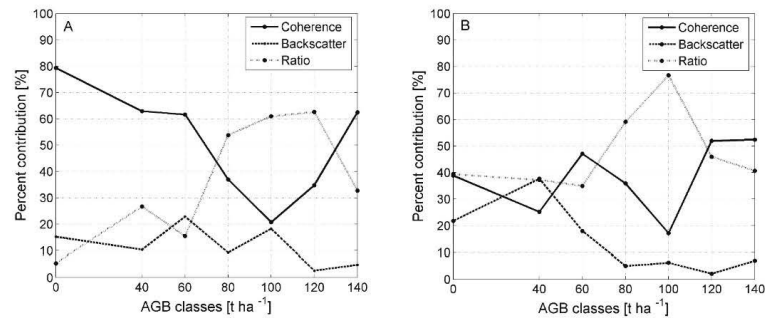 A
Coherence
Backscatter
Ratio
Percent contribution [%]
100
90
80
70
60
50
40
30
20
10
0
0 40 60 80 100 120 140
AGB classes [t ha -1]
B
Coherence
Backscatter
Ratio
Percent contribution [%]
100
90
80
70
60
50
40
30
20
10
0
0 40 60 80 100 120 140
AGB classes [t ha -1]